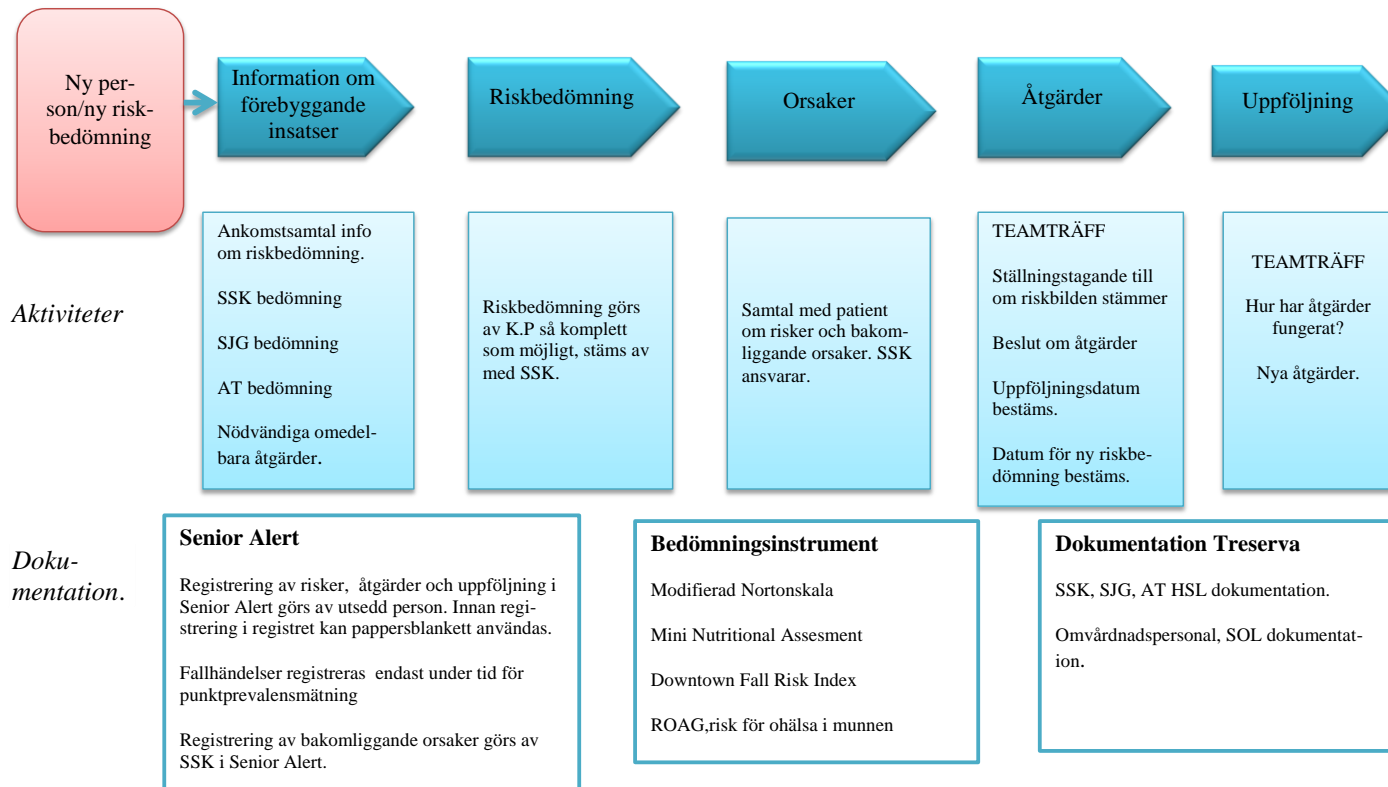 Ny per-
son/ny risk-
bedömning
Information om
förebyggande
insatser
Riskbedömning
Orsaker
Åtgärder
Uppföljning
Aktiviteter
Ankomstsamtal info
om riskbedömning.
SSK bedömning
SJG bedömning
AT bedömning
Nödvändiga omedel-
bara åtgärder.
Riskbedömning görs
av K.P så komplett
som möjligt, stäms av
med SSK.
Samtal med patient
om risker och bakom-
liggande orsaker. SSK
ansvarar.
TEAMTRÄFF
Ställningstagande till
om riskbilden stämmer
Beslut om åtgärder
Uppföljningsdatum
bestäms.
Datum för ny riskbe-
dömning bestäms.
TEAMTRÄFF
Hur har åtgärder
fungerat?
Nya åtgärder.
Doku-
mentation.
Senior Alert
Registrering av risker, åtgärder och uppföljning i
Senior Alert görs av utsedd person. Innan regi-
strering i registret kan pappersblankett användas.
Fallhändelser registreras endast under tid för
punktprevalensmätning
Registrering av bakomliggande orsaker görs av
SSK i Senior Alert.
Bedömningsinstrument
Modifierad Nortonskala
Mini Nutritional Assesment
Downtown Fall Risk Index
ROAG,risk för ohälsa i munnen
Dokumentation Treserva
SSK, SJG, AT HSL dokumentation.
Omvårdnadspersonal, SOL dokumentat-
ion.